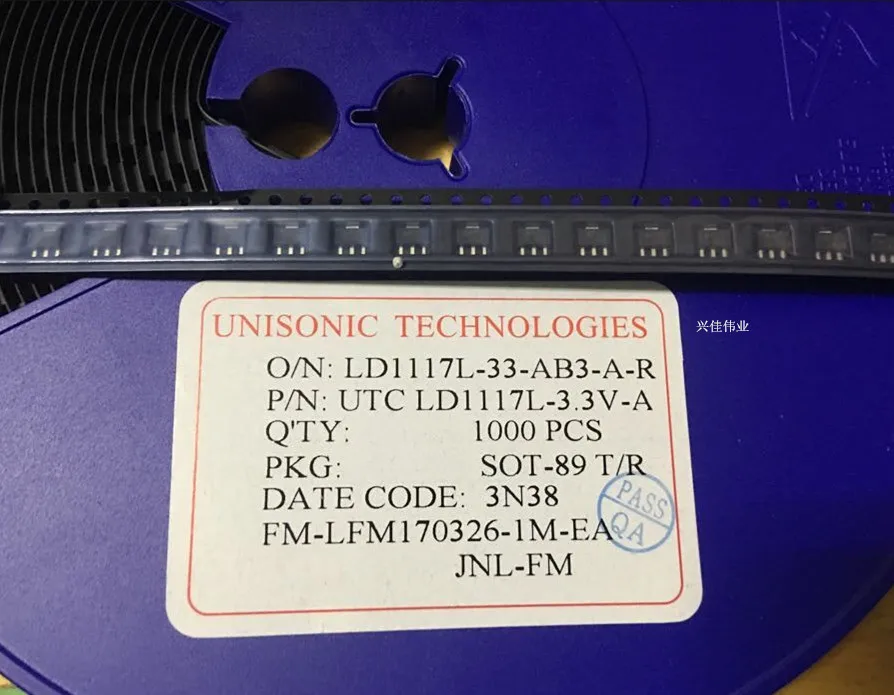 UNISONIC TECHNOLOGIES
兴佳伟业
O/N: LD1117L-33-AB3-A-R
P/N: UTC LD1117L-3.3V-A
Q'TY: 1000 PCS
PKG: SOT-89 T/R
DATE CODE: 3N38
PASS
FM-LFM170326-1M-EA
QA
JNL-FM